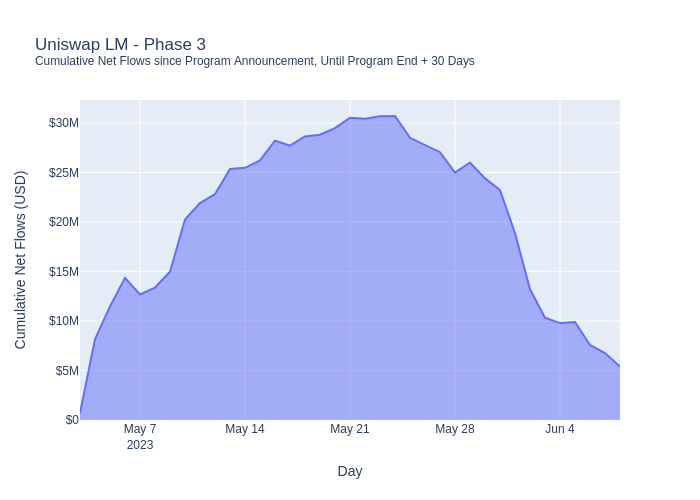 Uniswap LM - Phase 3
Cumulative Net Flows since Program Announcement, Until Program End + 30 Days
Cumulative Net Flows (USD)
$30M
$25M
$20M
$15M
$10M
$5M
$0
May 7
2023
May 14
May 21
May 28
Jun 4
Day